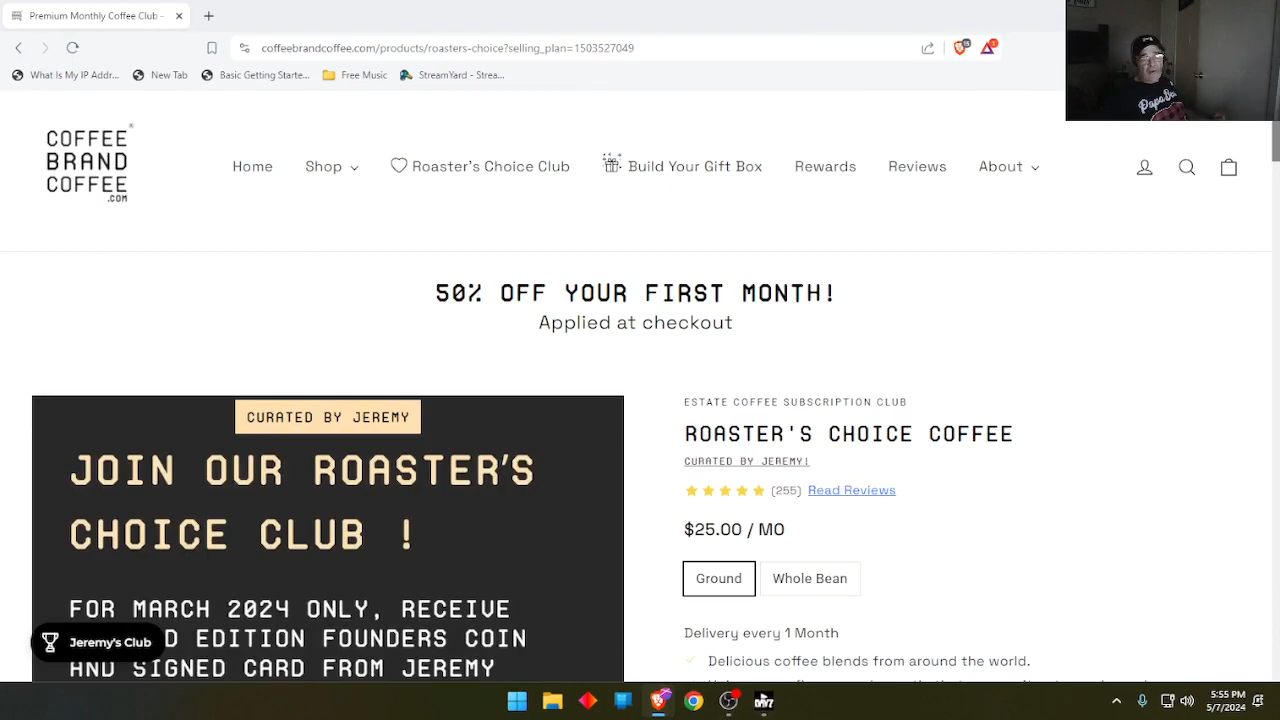 Premium Monthly Coffee Club –
coffeebrandcoffee.com/products/roasters-choice?selling_plan=1503527049
What Is My IP Addr...
New Tab
Basic Getting Starte...
Free Music
StreamYard - Strea...
COFFEE
BRAND
COFFEE
.COM
Home
Shop
Roaster's Choice Club
Build Your Gift Box
Rewards
Reviews
About
50% OFF YOUR FIRST MONTH!
Applied at checkout
CURATED BY JEREMY
JOIN OUR ROASTER'S
CHOICE CLUB !
FOR MARCH 2024 ONLY, RECEIVE
EDITION FOUNDERS COIN
AND SIGNED CARD FROM JEREMY
Jeremy's Club
ESTATE COFFEE SUBSCRIPTION CLUB
ROASTER'S CHOICE COFFEE
CURATED BY JEREMY!
(255) Read Reviews
$25.00 / MO
Ground
Whole Bean
Delivery every 1 Month
Delicious coffee blends from around the world.
5:55 PM
5/7/2024